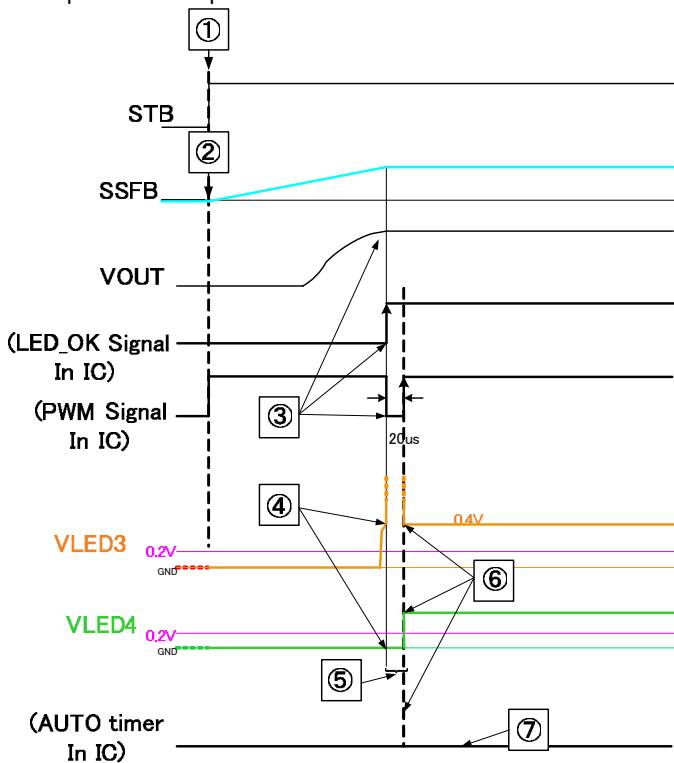 ①
STB
②
SSFB
VOUT
(LED_OK Signal
In IC)
(PWM Signal
In IC)
③
20us
④
VLED3
0.2V
GND
0.4V
⑥
VLED4
0.2V
GND
⑤
(AUTO timer
In IC)
⑦